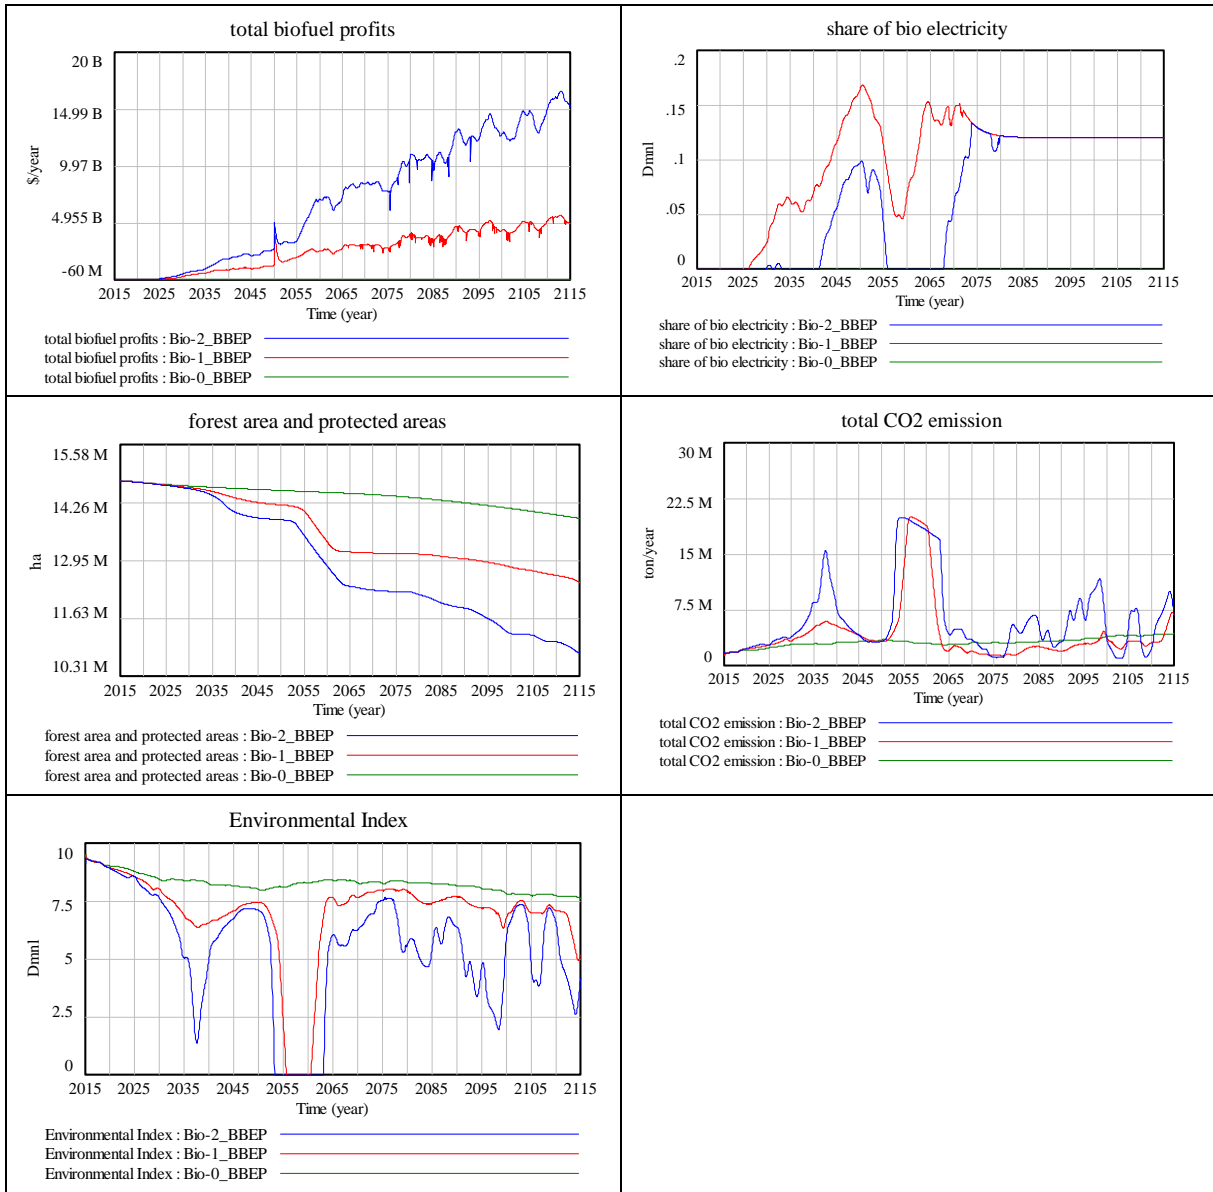 total biofuel profits
20 B
14.99 B
9.97 B
4.955 B
-60 M
$/year
2015 2025 2035 2045 2055 2065 2075 2085 2095 2105 2115
Time (year)
total biofuel profits : Bio-2_BBEP
total biofuel profits : Bio-1_BBEP
total biofuel profits : Bio-0_BBEP
share of bio electricity
.2
.15
.1
.05
0
Dmnl
2015 2025 2035 2045 2055 2065 2075 2085 2095 2105 2115
Time (year)
share of bio electricity : Bio-2_BBEP
share of bio electricity : Bio-1_BBEP
share of bio electricity : Bio-0_BBEP
forest area and protected areas
15.58 M
14.26 M
12.95 M
11.63 M
10.31 M
ha
2015 2025 2035 2045 2055 2065 2075 2085 2095 2105 2115
Time (year)
forest area and protected areas : Bio-2_BBEP
forest area and protected areas : Bio-1_BBEP
forest area and protected areas : Bio-0_BBEP
total CO2 emission
30 M
22.5 M
15 M
7.5 M
0
ton/year
2015 2025 2035 2045 2055 2065 2075 2085 2095 2105 2115
Time (year)
total CO2 emission : Bio-2_BBEP
total CO2 emission : Bio-1_BBEP
total CO2 emission : Bio-0_BBEP
Environmental Index
10
7.5
5
2.5
0
Dmnl
2015 2025 2035 2045 2055 2065 2075 2085 2095 2105 2115
Time (year)
Environmental Index : Bio-2_BBEP
Environmental Index : Bio-1_BBEP
Environmental Index : Bio-0_BBEP